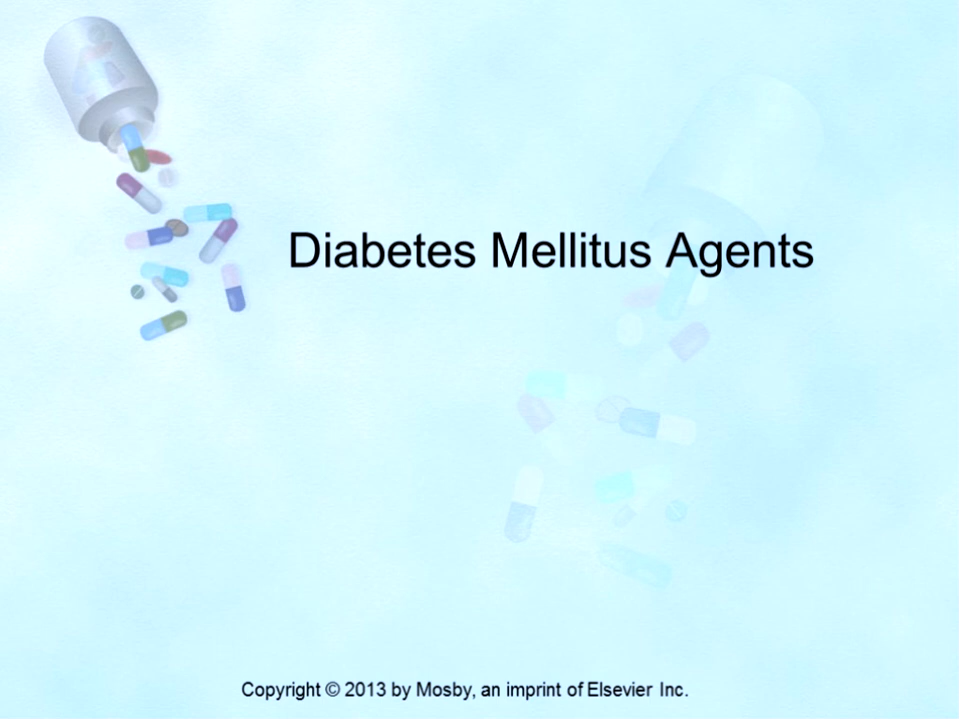 Diabetes Mellitus Agents
Copyright © 2013 by Mosby, an imprint of Elsevier Inc.